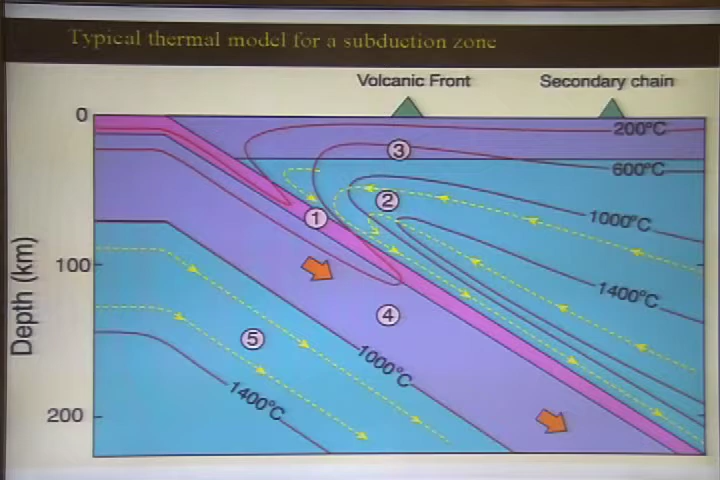 Typical thermal model for a subduction zone
Volcanic Front
Secondary chain
0
200°C
3
600°C
2
1
1000°C
Depth (km)
100
1400°C
4
5
1000°C
1400°C
200